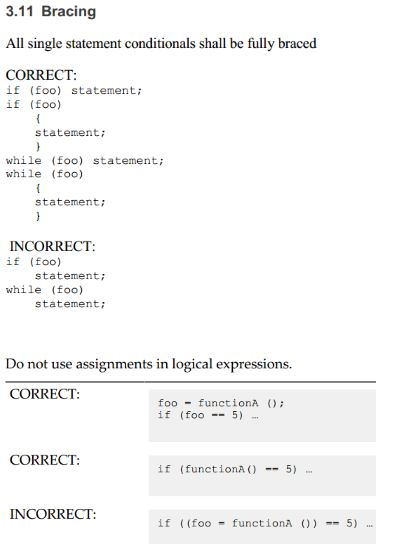 3.11 Bracing
All single statement conditionals shall be fully braced
CORRECT:
if (foo) statement;
if (foo)
{
statement;
}
while (foo) statement;
while (foo)
{
statement;
}
INCORRECT:
if (foo)
statement;
while (foo)
statement;
Do not use assignments in logical expressions.
CORRECT:
foo = functionA ();
if (foo == 5) …
CORRECT:
if (functionA() == 5) …
INCORRECT:
if ((foo = functionA ()) == 5) …